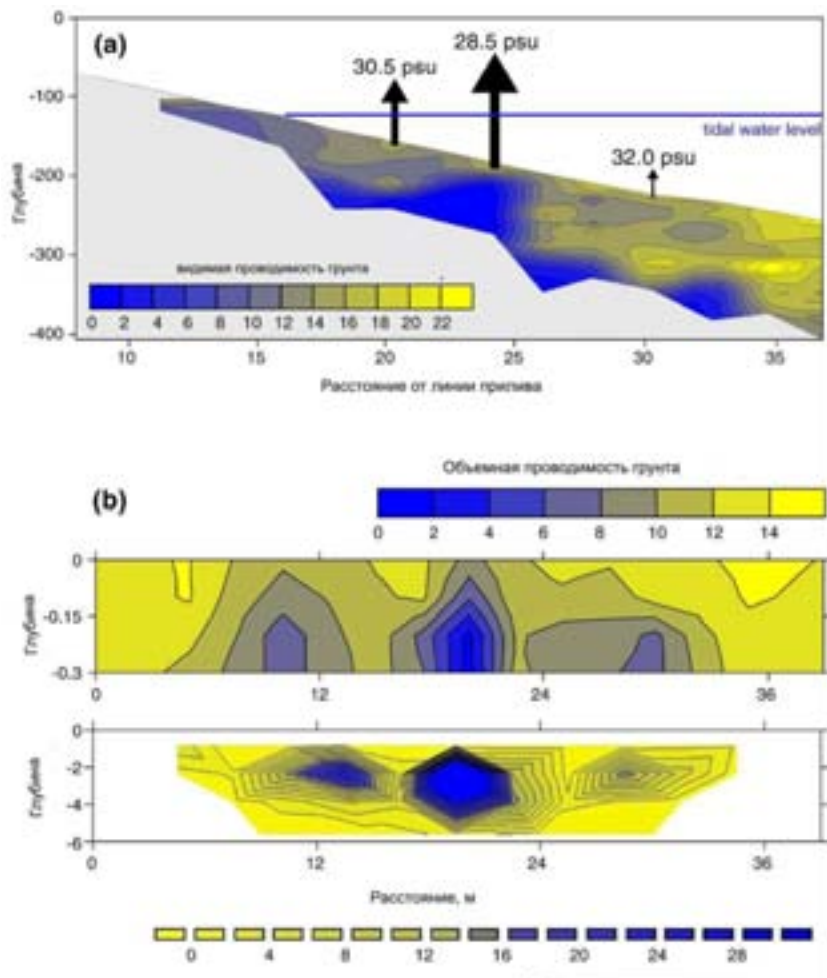 0
(a)
28.5 psu
30.5 psu
-100
tidal water level
32.0 psu
-200
Глубина
видимая проводимость грунта
-300
0 2 4 6 8 10 12 14 16 18 20 22
-400
10 15 20 25 30 35
Расстояние от линии прилива
Объемная проводимость грунта
(b)
0 2 4 6 8 10 12 14
0
Глубина
-0.15
-0.3
0 12 24 36
0
Глубина
-2
-4
-6
0 12 24 36
Расстояние, м
0 4 8 12 16 20 24 28